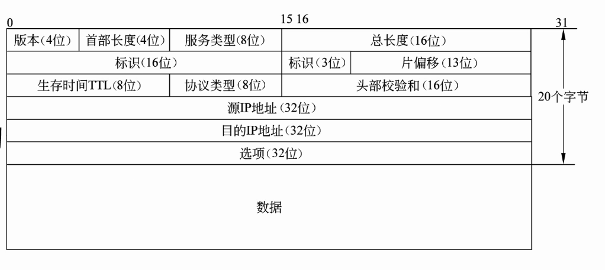 0 15 16 31
版本(4位) 首部长度(4位) 服务类型(8位) 总长度(16位)
标识(16位) 标识(3位) 片偏移(13位)
生存时间TTL(8位) 协议类型(8位) 头部校验和(16位)
20个字节
源IP地址(32位)
目的IP地址(32位)
选项(32位)
数据